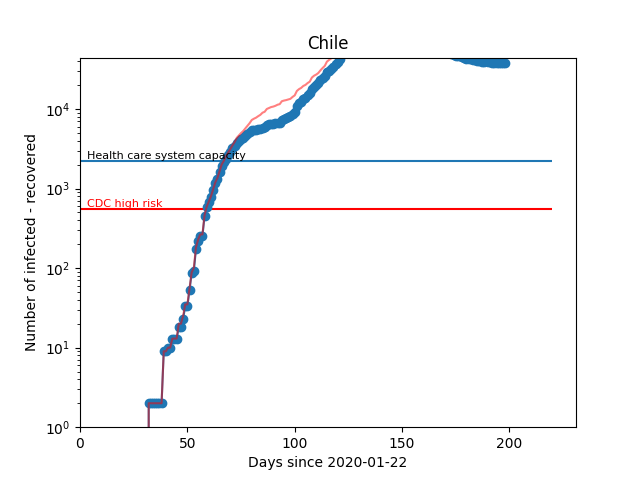 Chile
Number of infected - recovered
10^4
10^3
10^2
10^1
10^0
Health care system capacity
CDC high risk
0 50 100 150 200
Days since 2020-01-22